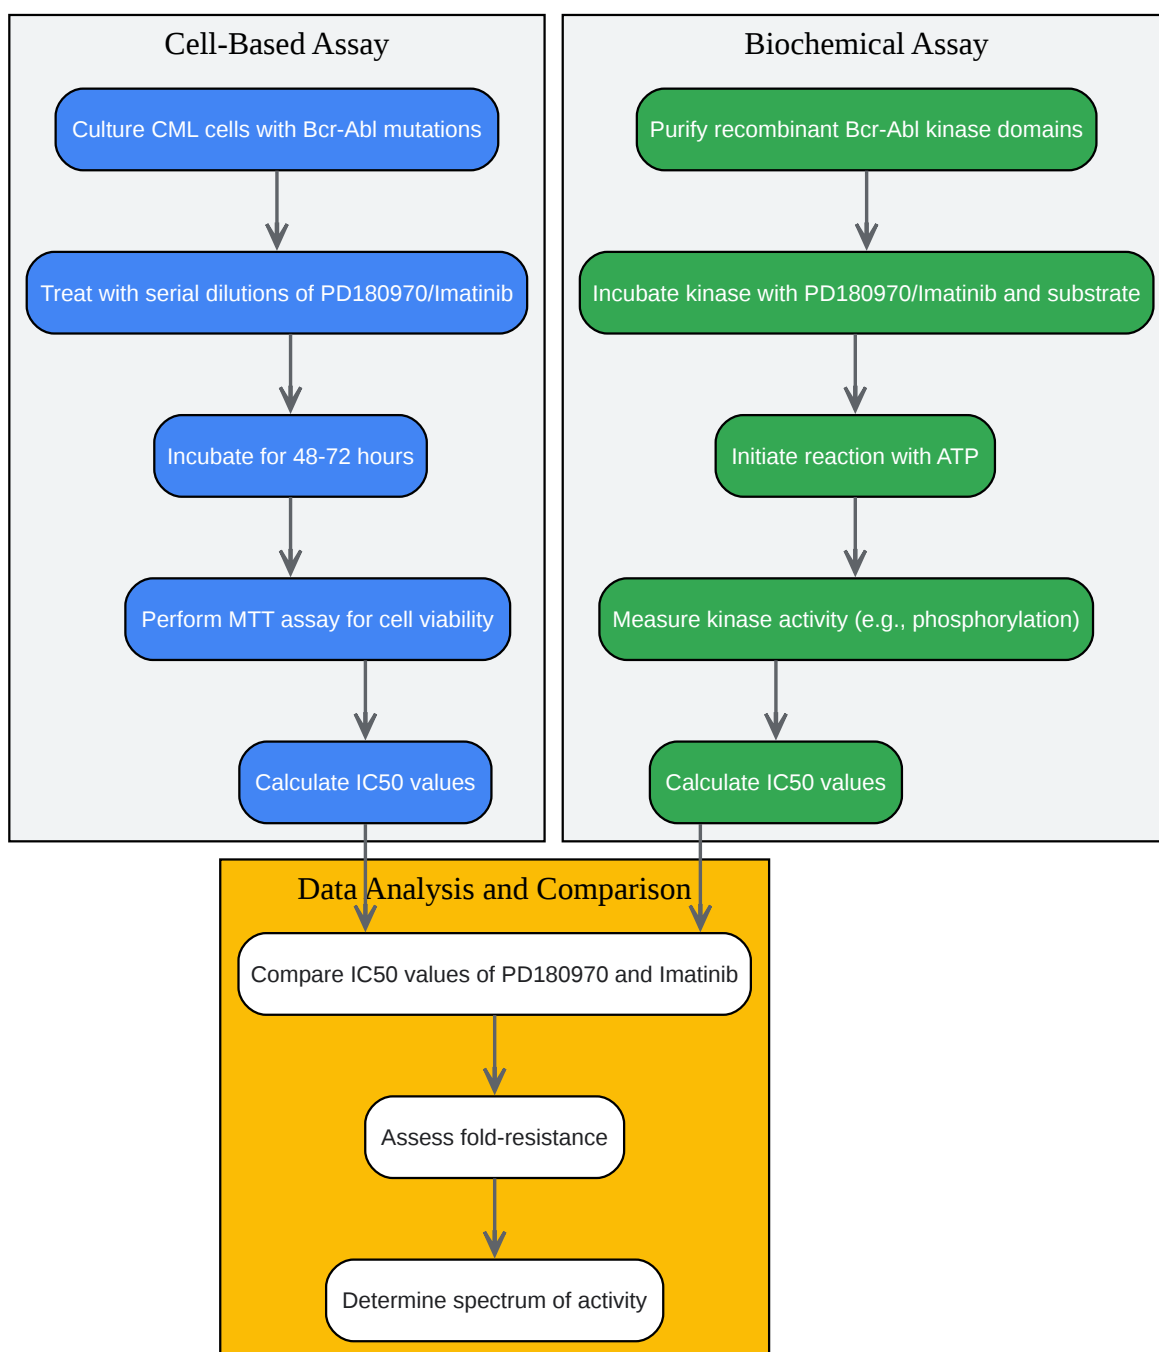 Cell-Based Assay
Culture CML cells with Bcr-Abl mutations
Treat with serial dilutions of PD180970/Imatinib
Incubate for 48-72 hours
Perform MTT assay for cell viability
Calculate IC50 values
Biochemical Assay
Purify recombinant Bcr-Abl kinase domains
Incubate kinase with PD180970/Imatinib and substrate
Initiate reaction with ATP
Measure kinase activity (e.g., phosphorylation)
Calculate IC50 values
Data Analysis and Comparison
Compare IC50 values of PD180970 and Imatinib
Assess fold-resistance
Determine spectrum of activity